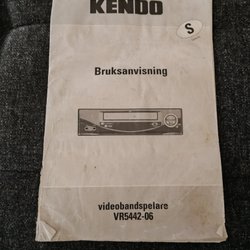 KENDO
S
Bruksanvisning
videobandspelare
VR5442-06